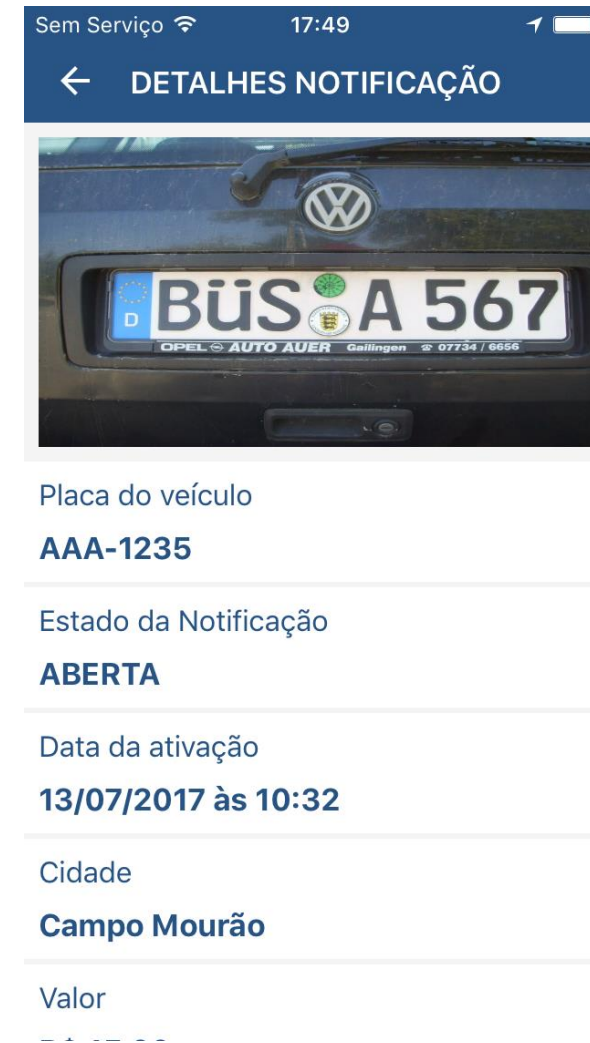 Sem Serviço 17:49
DETALHES NOTIFICAÇÃO
D BÜS A 567
OPEL AUTO AUER Gailingen ☎ 07734 / 6656
Placa do veículo
AAA-1235
Estado da Notificação
ABERTA
Data da ativação
13/07/2017 às 10:32
Cidade
Campo Mourão
Valor